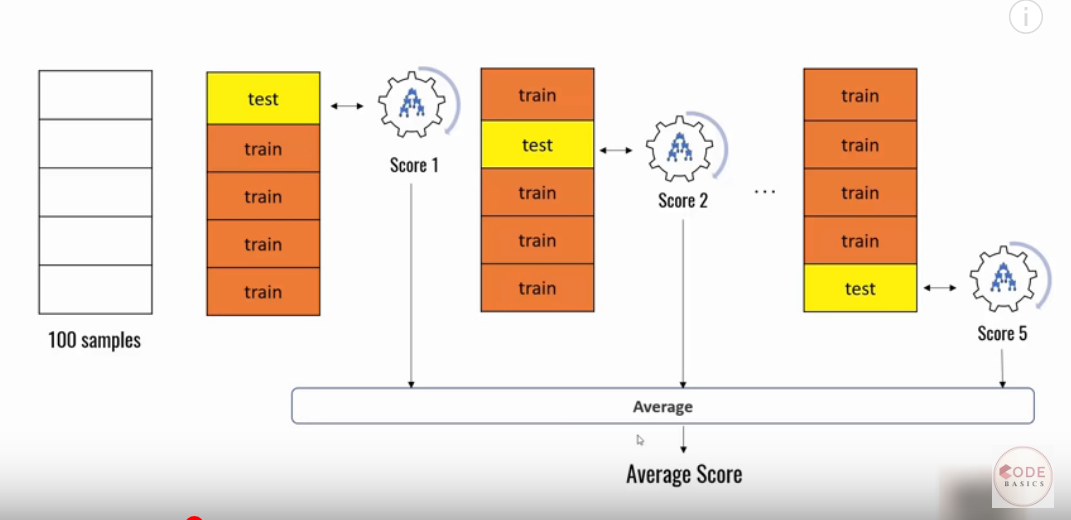 i
100 samples
test
train
train
train
train
Score 1
train
test
train
train
train
Score 2
...
train
train
train
train
test
Score 5
Average
Average Score
CODE
BASICS